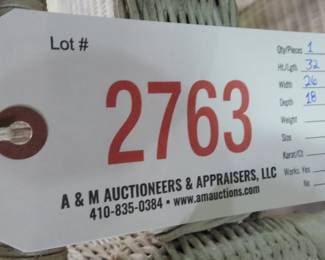 Lot #
2763
A & M AUCTIONEERS & APPRAISERS, LLC
410-835-0384 • www.amauctions.com
Qty/Pieces 1
Ht./Lgth 32
Width 26
Depth 18
Weight
Size
Karat/Ct
Works. Yes
No